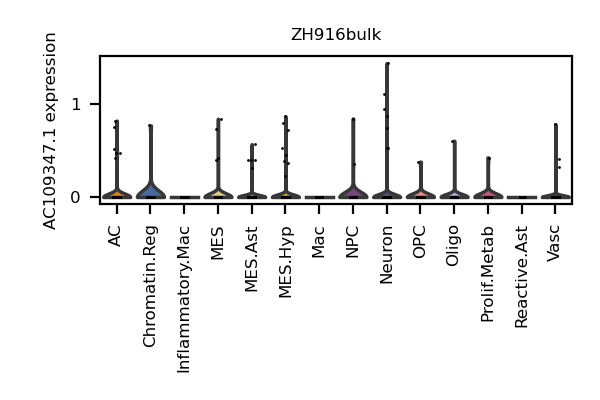 ZH916bulk
AC109347.1 expression
1
0
AC
Chromatin.Reg
Inflammatory.Mac
MES
MES.Ast
MES.Hyp
Mac
NPC
Neuron
OPC
Oligo
Prolif.Metab
Reactive.Ast
Vasc